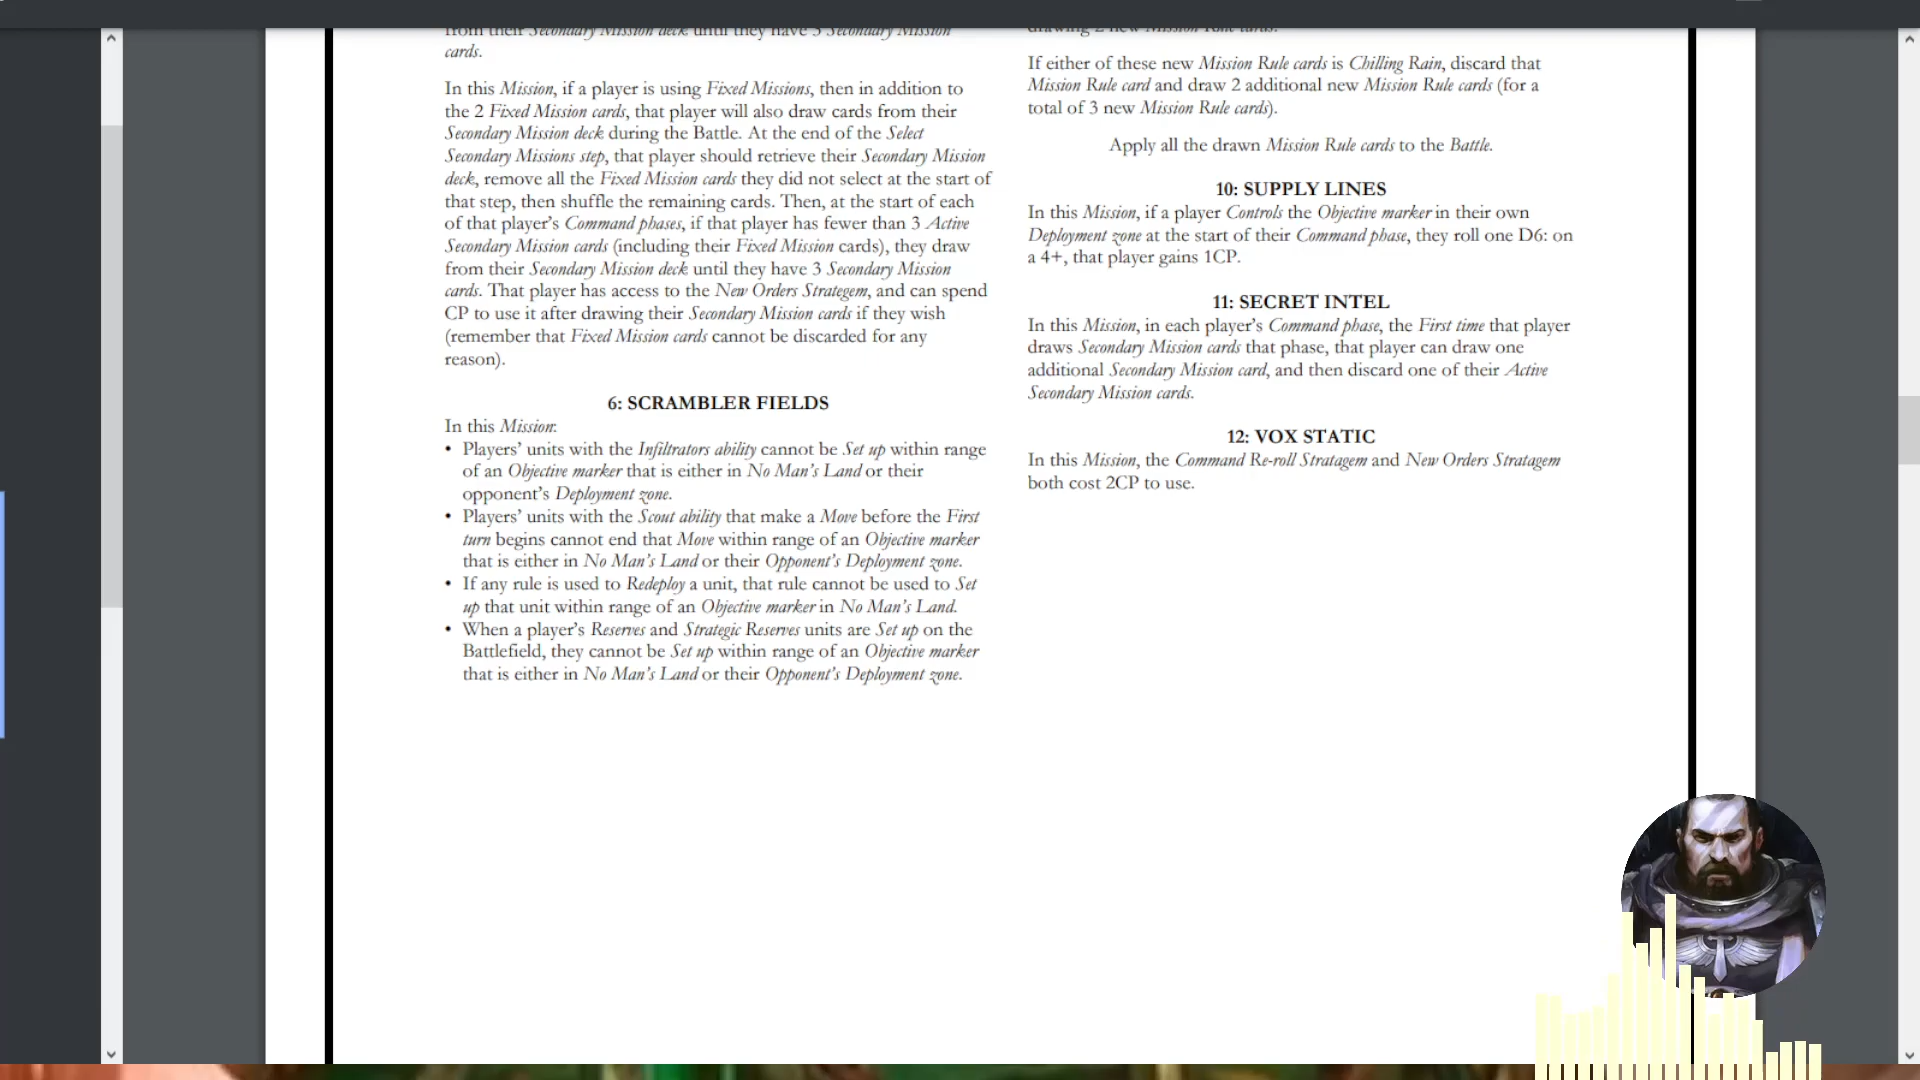 from their Secondary Mission deck until they have 3 Secondary Mission
cards.
In this Mission, if a player is using Fixed Missions, then in addition to
the 2 Fixed Mission cards, that player will also draw cards from their
Secondary Mission deck during the Battle. At the end of the Select
Secondary Missions step, that player should retrieve their Secondary Mission
deck, remove all the Fixed Mission cards they did not select at the start of
that step, then shuffle the remaining cards. Then, at the start of each
of that player's Command phases, if that player has fewer than 3 Active
Secondary Mission cards (including their Fixed Mission cards), they draw
from their Secondary Mission deck until they have 3 Secondary Mission
cards. That player has access to the New Orders Strategem, and can spend
CP to use it after drawing their Secondary Mission cards if they wish
(remember that Fixed Mission cards cannot be discarded for any
reason).
6: SCRAMBLER FIELDS
In this Mission:
• Players' units with the Infiltrators ability cannot be Set up within range
of an Objective marker that is either in No Man's Land or their
opponent's Deployment zone.
• Players' units with the Scout ability that make a Move before the First
turn begins cannot end that Move within range of an Objective marker
that is either in No Man's Land or their Opponent's Deployment zone.
• If any rule is used to Redeploy a unit, that rule cannot be used to Set
up that unit within range of an Objective marker in No Man's Land.
• When a player's Reserves and Strategic Reserves units are Set up on the
Battlefield, they cannot be Set up within range of an Objective marker
that is either in No Man's Land or their Opponent's Deployment zone.
drawing 2 new Mission Rule cards.
If either of these new Mission Rule cards is Chilling Rain, discard that
Mission Rule card and draw 2 additional new Mission Rule cards (for a
total of 3 new Mission Rule cards).
Apply all the drawn Mission Rule cards to the Battle.
10: SUPPLY LINES
In this Mission, if a player Controls the Objective marker in their own
Deployment zone at the start of their Command phase, they roll one D6: on
a 4+, that player gains 1CP.
11: SECRET INTEL
In this Mission, in each player's Command phase, the First time that player
draws Secondary Mission cards that phase, that player can draw one
additional Secondary Mission card, and then discard one of their Active
Secondary Mission cards.
12: VOX STATIC
In this Mission, the Command Re-roll Stratagem and New Orders Stratagem
both cost 2CP to use.